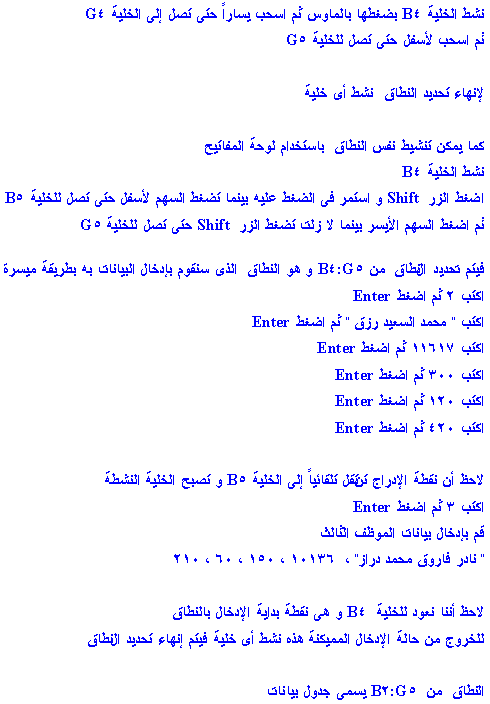 نشط الخلية B٤ بضغطها بالماوس ثم اسحب يساراً حتى تصل إلى الخلية G٤
ثم اسحب لأسفل حتى تصل للخلية G٥
لإنهاء تحديد النطاق نشط أى خلية
كما يمكن تنشيط نفس النطاق باستخدام لوحة المفاتيح
نشط الخلية B٤
اضغط الزر Shift و استمر فى الضغط عليه بينما تضغط السهم لأسفل حتى تصل للخلية B٥
ثم اضغط السهم الأيسر بينما لا زلت تضغط الزر Shift حتى تصل للخلية G٥
فيتم تحديد النطاق من B٤:G٥ و هو النطاق الذى سنقوم بإدخال البيانات به بطريقة ميسرة
اكتب ٢ ثم اضغط Enter
اكتب " محمد السعيد رزق " ثم اضغط Enter
اكتب ١١٦١٧ ثم اضغط Enter
اكتب ٣٠٠ ثم اضغط Enter
اكتب ١٢٠ ثم اضغط Enter
اكتب ٤٢٠ ثم اضغط Enter
لاحظ أن نقطة الإدراج تنتقل تلقائياً إلى الخلية B٥ و تصبح الخلية النشطة
اكتب ٣ ثم اضغط Enter
قم بإدخال بيانات الموظف الثالث
" نادر فاروق محمد دراز" ، ١٠١٣٦ ، ١٥٠ ، ٦٠ ، ٢١٠
لاحظ أننا نعود للخلية B٤ و هى نقطة بداية الإدخال بالنطاق
للخروج من حالة الإدخال المميكنة هذه نشط أى خلية فيتم إنهاء تحديد النطاق
النطاق من B٢:G٥ يسمى جدول بيانات